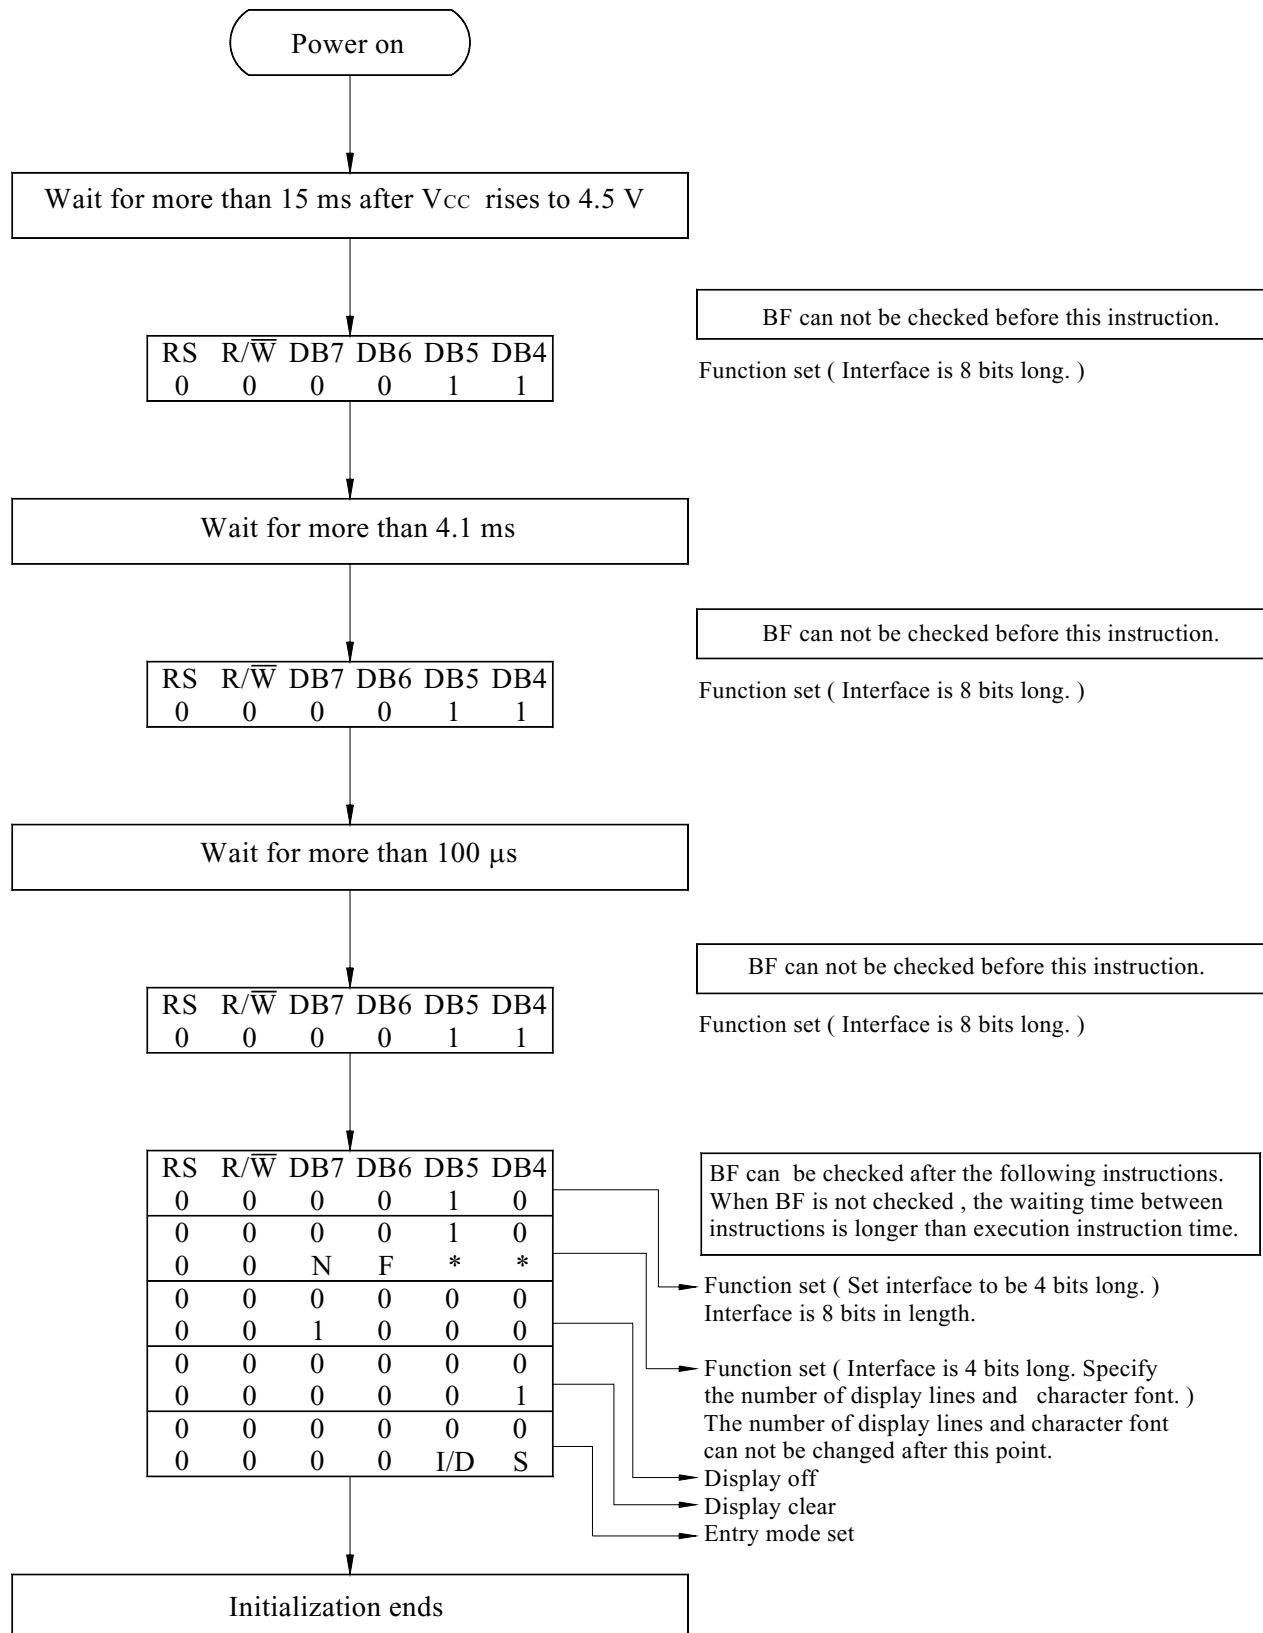 Power on
Wait for more than 15 ms after VCC rises to 4.5 V
BF can not be checked before this instruction.
RS R/W̅ DB7 DB6 DB5 DB4
0 0 0 0 1 1
Function set ( Interface is 8 bits long. )
Wait for more than 4.1 ms
BF can not be checked before this instruction.
RS R/W̅ DB7 DB6 DB5 DB4
0 0 0 0 1 1
Function set ( Interface is 8 bits long. )
Wait for more than 100 µs
BF can not be checked before this instruction.
RS R/W̅ DB7 DB6 DB5 DB4
0 0 0 0 1 1
Function set ( Interface is 8 bits long. )
RS R/W̅ DB7 DB6 DB5 DB4
0 0 0 0 1 0
0 0 0 0 1 0
0 0 N F * *
0 0 0 0 0 0
0 0 1 0 0 0
0 0 0 0 0 0
0 0 0 0 0 1
0 0 0 0 0 0
0 0 0 0 I/D S
BF can be checked after the following instructions.
When BF is not checked , the waiting time between
instructions is longer than execution instruction time.
Function set ( Set interface to be 4 bits long. )
Interface is 8 bits in length.
Function set ( Interface is 4 bits long. Specify
the number of display lines and character font. )
The number of display lines and character font
can not be changed after this point.
Display off
Display clear
Entry mode set
Initialization ends